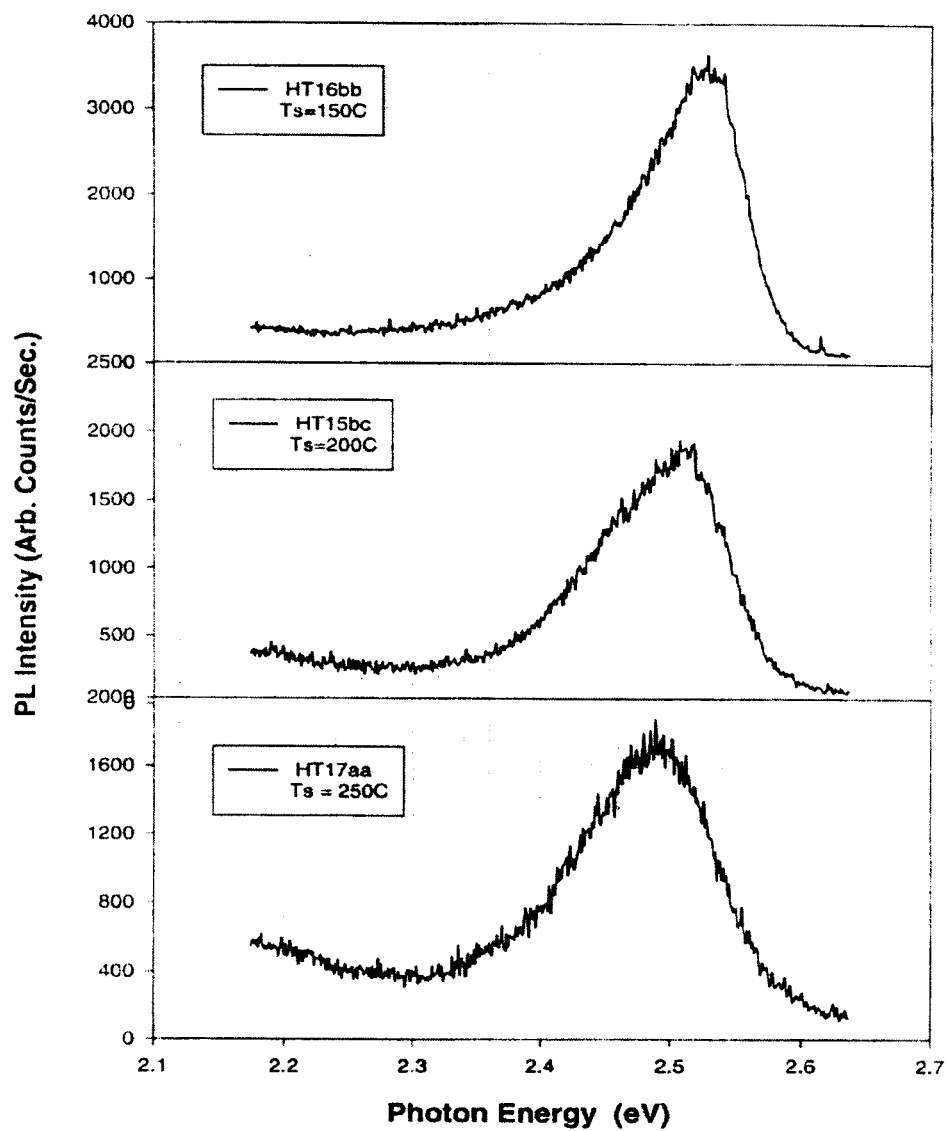 4000
3000
2000
1000
0
HT16bb
Ts=150C
2500
2000
1500
1000
500
0
HT15bc
Ts=200C
2000
1600
1200
800
400
0
HT17aa
Ts = 250C
2.1 2.2 2.3 2.4 2.5 2.6 2.7
Photon Energy (eV)
PL Intensity (Arb. Counts/Sec.)